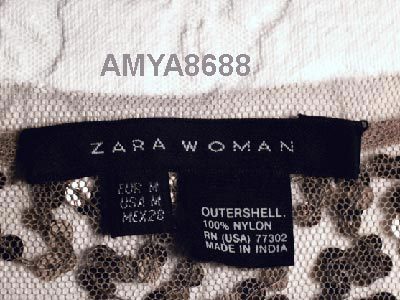 AMYA8688
ZARA WOMAN
EUR M
USA M
MEX 28
OUTERSHELL.
100% NYLON
RN (USA) 77302
MADE IN INDIA